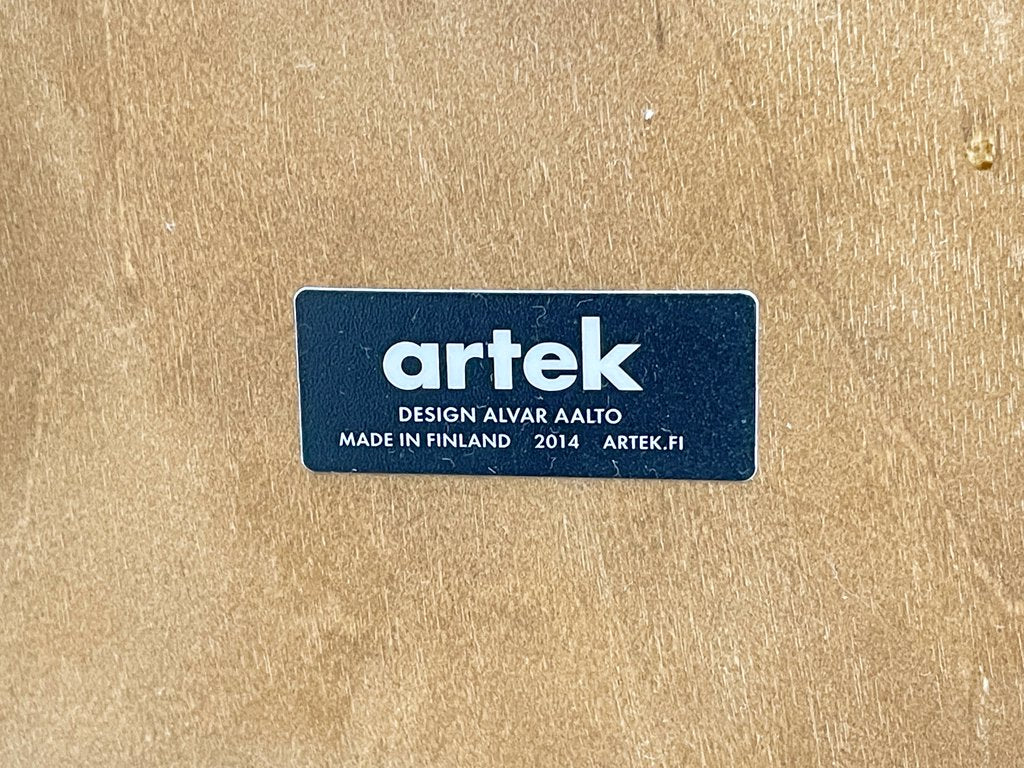 artek
DESIGN ALVAR AALTO
MADE IN FINLAND 2014 ARTEK.FI